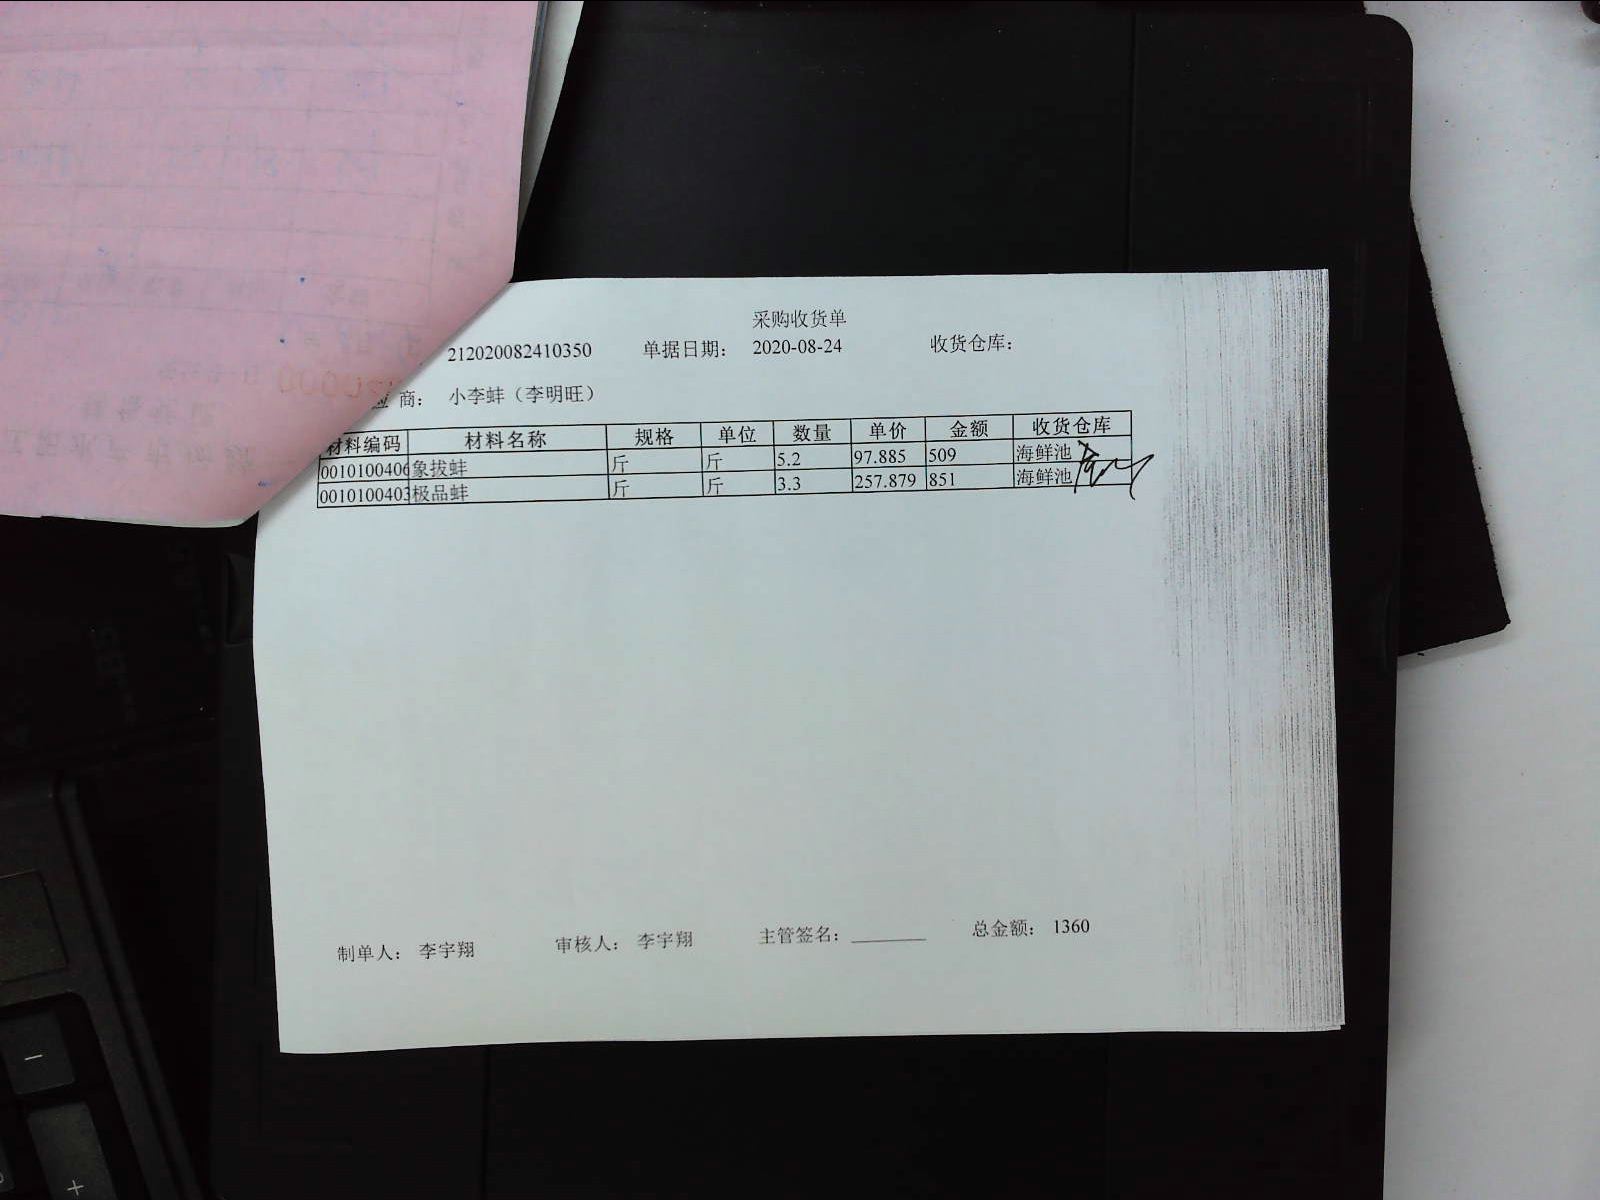 采购收货单
212020082410350 单据日期: 2020-08-24 收货仓库:
商: 小李蚌（李明旺）
材料编码 材料名称 规格 单位 数量 单价 金额 收货仓库
0010100406 象拔蚌 斤 斤 5.2 97.885 509 海鲜池
0010100403 极品蚌 斤 斤 3.3 257.879 851 海鲜池
制单人: 李宇翔 审核人: 李宇翔 主管签名: 总金额: 1360